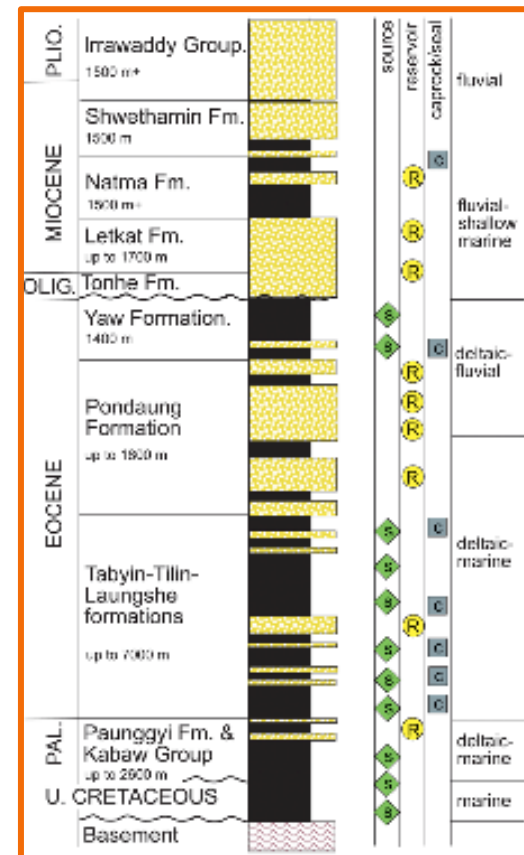 PLIO.
MIOCENE
OLIG.
EOCENE
PAL.
U. CRETACEOUS
Irrawaddy Group.
1500 m+
Shwethamin Fm.
1500 m
Natma Fm.
1500 m+
Letkat Fm.
up to 1700 m
Tonhe Fm.
Yaw Formation.
1400 m
Pondaung
Formation
up to 1800 m
Tabyin-Tilin-
Laungshe
formations
up to 7000 m
Paunggyi Fm. &
Kabaw Group
up to 2600 m
Basement
source
reservoir
caprock/seal
C
R
R
R
S
S C
R
R
R
R
S C
S
S C
R
S C
S C
S C
R
S
S
S
fluvial
fluvial-
shallow
marine
deltaic-
fluvial
deltaic-
marine
deltaic-
marine
marine